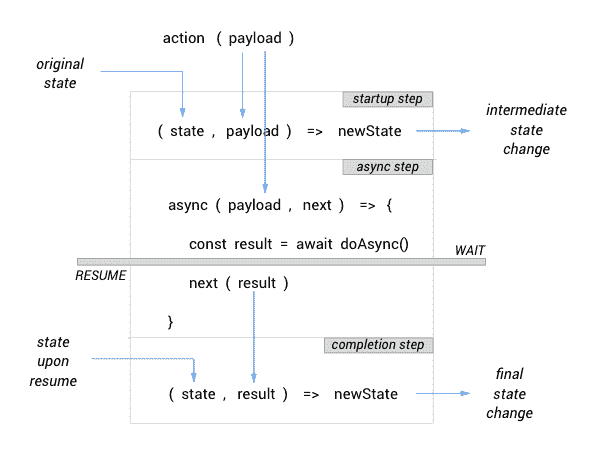 action ( payload )
original
state
startup step
( state , payload ) => newState
intermediate
state
change
async step
async ( payload , next ) => {
const result = await doAsync()
WAIT
RESUME
next ( result )
}
completion step
state
upon
resume
( state , result ) => newState
final
state
change